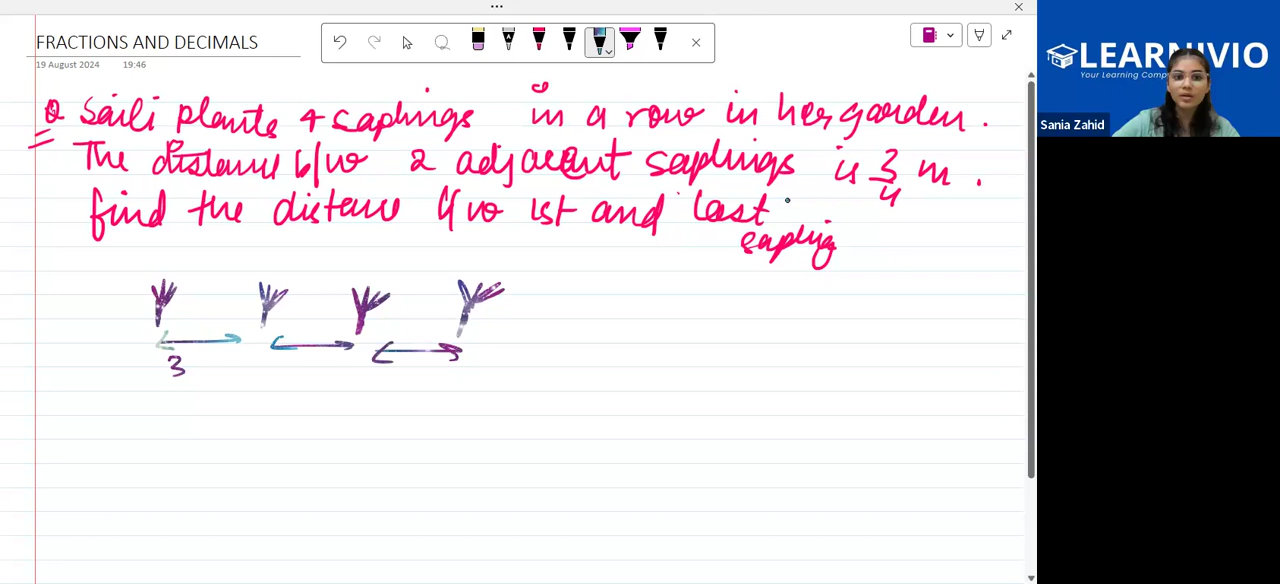 FRACTIONS AND DECIMALS
19 August 2024 19:46
LEARNIVIO
Your Learning Comp
Sania Zahid
Q Saili plants 4 saplings in a row in her garden.
The distance b/w 2 adjacent saplings is 3/4 m.
find the distance b/w 1st and last
sapling
3